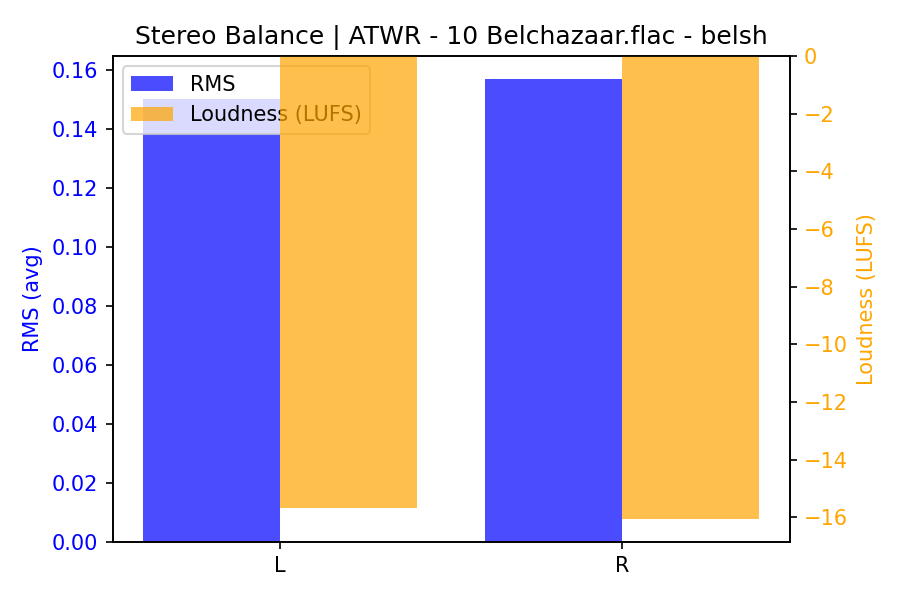 Stereo Balance | ATWR - 10 Belchazaar.flac - belsh
RMS
Loudness (LUFS)
RMS (avg)
0.16
0.14
0.12
0.10
0.08
0.06
0.04
0.02
0.00
L
R
0
−2
−4
−6
−8
−10
−12
−14
−16
Loudness (LUFS)